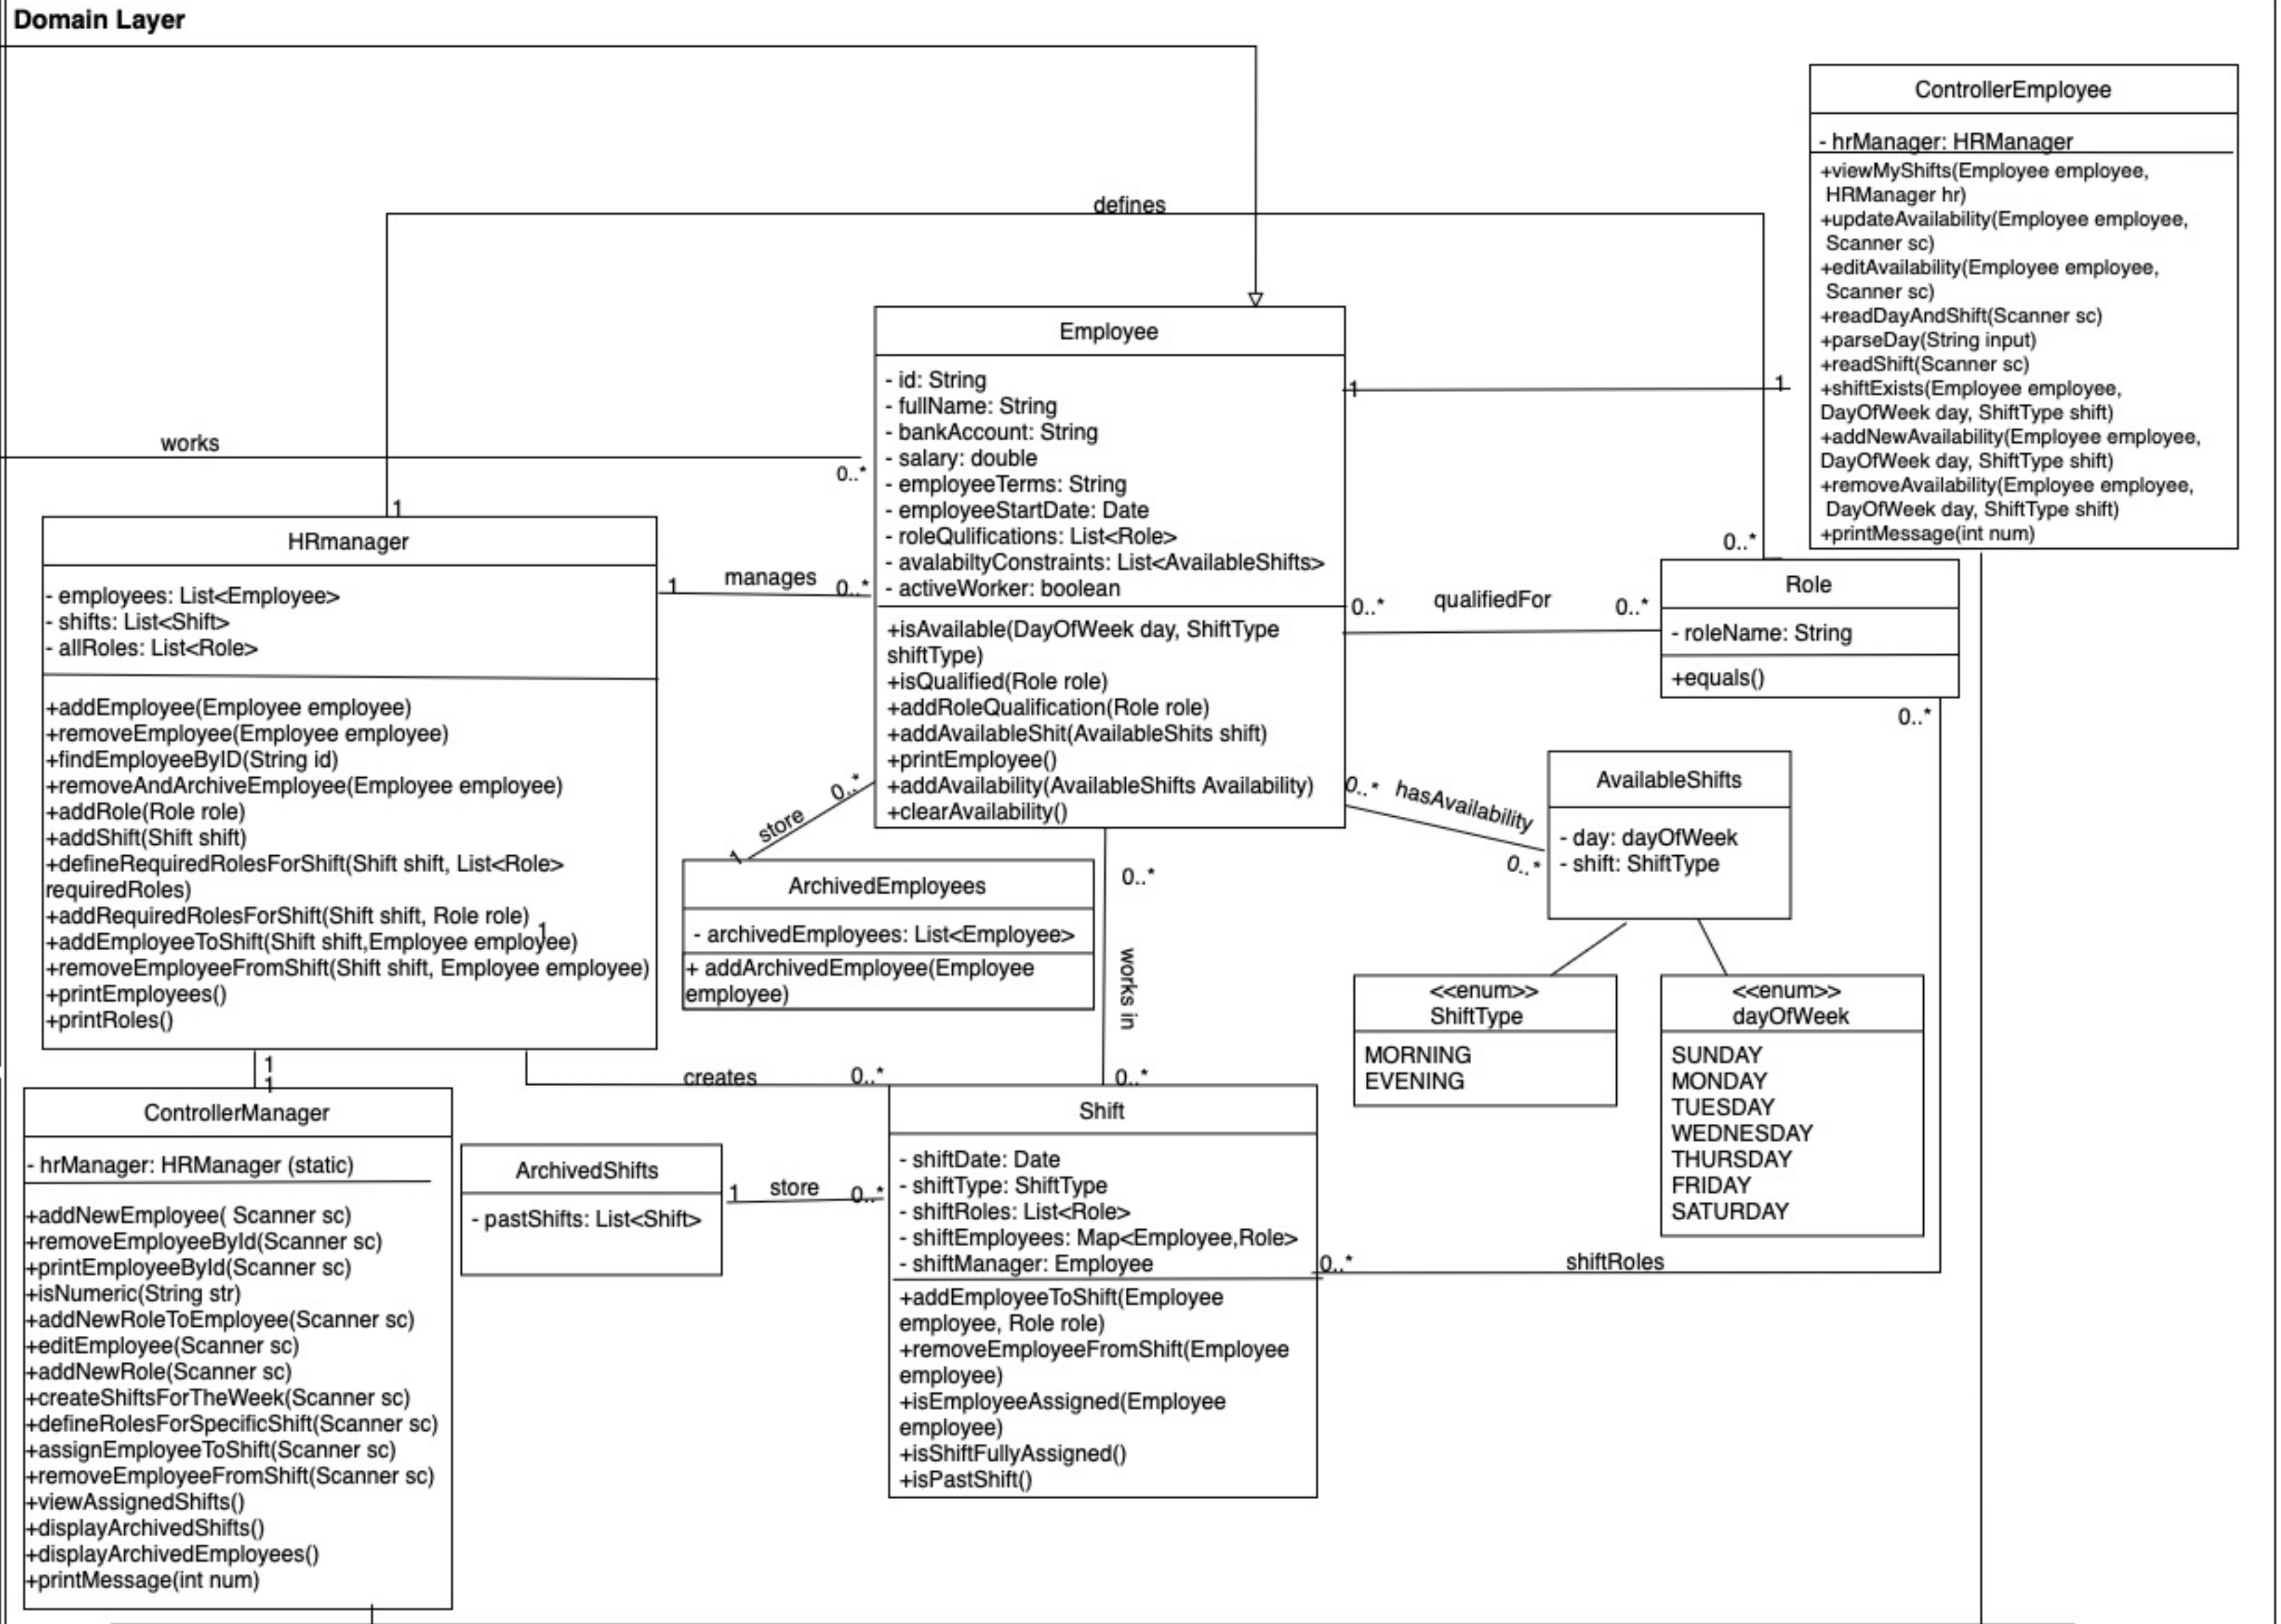 Domain Layer
ControllerEmployee
- hrManager: HRManager
+viewMyShifts(Employee employee,
HRManager hr)
+updateAvailability(Employee employee,
Scanner sc)
+editAvailability(Employee employee,
Scanner sc)
+readDayAndShift(Scanner sc)
+parseDay(String input)
+readShift(Scanner sc)
+shiftExists(Employee employee,
DayOfWeek day, ShiftType shift)
+addNewAvailability(Employee employee,
DayOfWeek day, ShiftType shift)
+removeAvailability(Employee employee,
DayOfWeek day, ShiftType shift)
+printMessage(int num)
defines
1
0..*
works
0..*
Employee
- id: String
- fullName: String
- bankAccount: String
- salary: double
- employeeTerms: String
- employeeStartDate: Date
- roleQulifications: List<Role>
- avalabiltyConstraints: List<AvailableShifts>
- activeWorker: boolean
+isAvailable(DayOfWeek day, ShiftType
shiftType)
+isQualified(Role role)
+addRoleQualification(Role role)
+addAvailableShit(AvailableShits shift)
+printEmployee()
+addAvailability(AvailableShifts Availability)
+clearAvailability()
1
1
HRmanager
- employees: List<Employee>
- shifts: List<Shift>
- allRoles: List<Role>
+addEmployee(Employee employee)
+removeEmployee(Employee employee)
+findEmployeeByID(String id)
+removeAndArchiveEmployee(Employee employee)
+addRole(Role role)
+addShift(Shift shift)
+defineRequiredRolesForShift(Shift shift, List<Role>
requiredRoles)
+addRequiredRolesForShift(Shift shift, Role role)
1
+addEmployeeToShift(Shift shift,Employee employee)
+removeEmployeeFromShift(Shift shift, Employee employee)
+printEmployees()
+printRoles()
1
manages
0..*
0..*
qualifiedFor
0..*
Role
- roleName: String
+equals()
0..*
0..*
hasAvailability
0..*
AvailableShifts
- day: dayOfWeek
- shift: ShiftType
0..*
store
1
ArchivedEmployees
- archivedEmployees: List<Employee>
+ addArchivedEmployee(Employee
employee)
0..*
works in
0..*
<<enum>>
ShiftType
MORNING
EVENING
<<enum>>
dayOfWeek
SUNDAY
MONDAY
TUESDAY
WEDNESDAY
THURSDAY
FRIDAY
SATURDAY
1
1
creates
0..*
ControllerManager
- hrManager: HRManager (static)
+addNewEmployee( Scanner sc)
+removeEmployeeById(Scanner sc)
+printEmployeeById(Scanner sc)
+isNumeric(String str)
+addNewRoleToEmployee(Scanner sc)
+editEmployee(Scanner sc)
+addNewRole(Scanner sc)
+createShiftsForTheWeek(Scanner sc)
+defineRolesForSpecificShift(Scanner sc)
+assignEmployeeToShift(Scanner sc)
+removeEmployeeFromShift(Scanner sc)
+viewAssignedShifts()
+displayArchivedShifts()
+displayArchivedEmployees()
+printMessage(int num)
ArchivedShifts
- pastShifts: List<Shift>
1
store
0..*
Shift
- shiftDate: Date
- shiftType: ShiftType
- shiftRoles: List<Role>
- shiftEmployees: Map<Employee,Role>
- shiftManager: Employee
+addEmployeeToShift(Employee
employee, Role role)
+removeEmployeeFromShift(Employee
employee)
+isEmployeeAssigned(Employee
employee)
+isShiftFullyAssigned()
+isPastShift()
0..*
shiftRoles